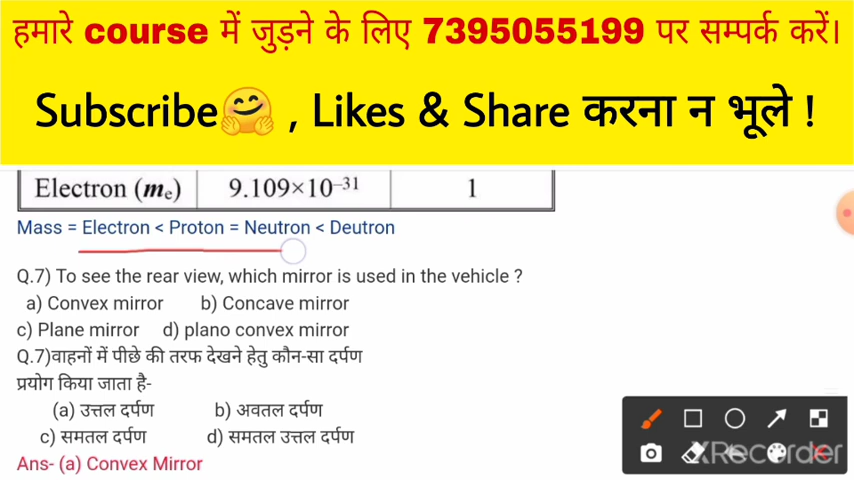 हमारे course में जुड़ने के लिए 7395055199 पर सम्पर्क करें।
Subscribe🤗 , Likes & Share करना न भूले !
Electron (mₑ) 9.109×10⁻³¹ 1
Mass = Electron < Proton = Neutron < Deutron
Q.7) To see the rear view, which mirror is used in the vehicle ?
a) Convex mirror b) Concave mirror
c) Plane mirror d) plano convex mirror
Q.7)वाहनों में पीछे की तरफ देखने हेतु कौन-सा दर्पण
प्रयोग किया जाता है-
(a) उत्तल दर्पण b) अवतल दर्पण
c) समतल दर्पण d) समतल उत्तल दर्पण
Ans- (a) Convex Mirror
XRecorder